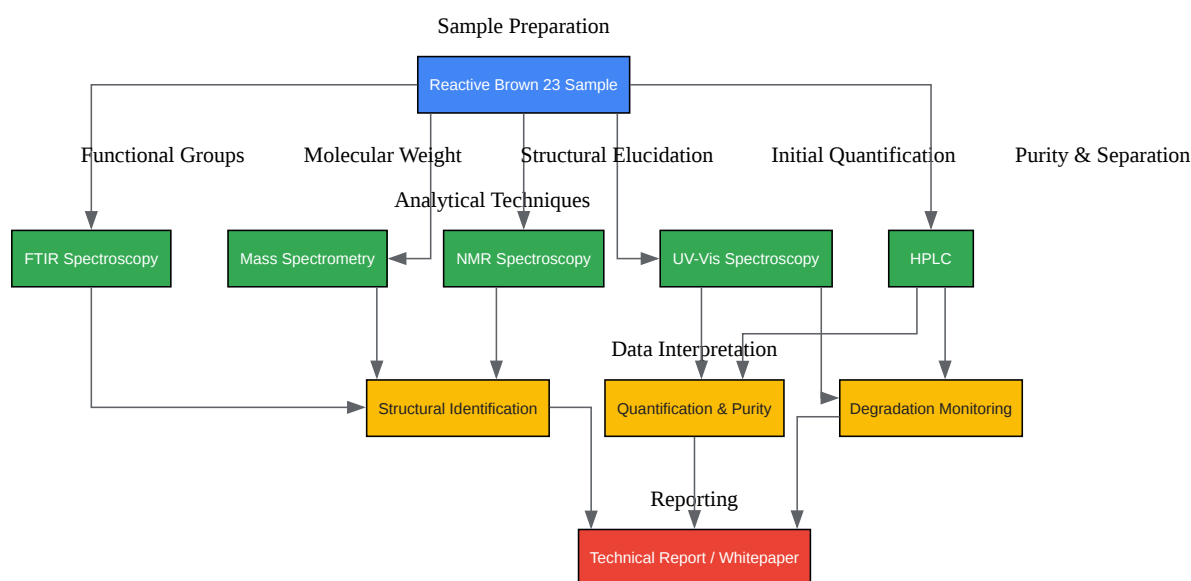 Sample Preparation
Reactive Brown 23 Sample
Functional Groups
Molecular Weight
Structural Elucidation
Initial Quantification
Purity & Separation
Analytical Techniques
FTIR Spectroscopy
Mass Spectrometry
NMR Spectroscopy
UV-Vis Spectroscopy
HPLC
Data Interpretation
Structural Identification
Quantification & Purity
Degradation Monitoring
Reporting
Technical Report / Whitepaper